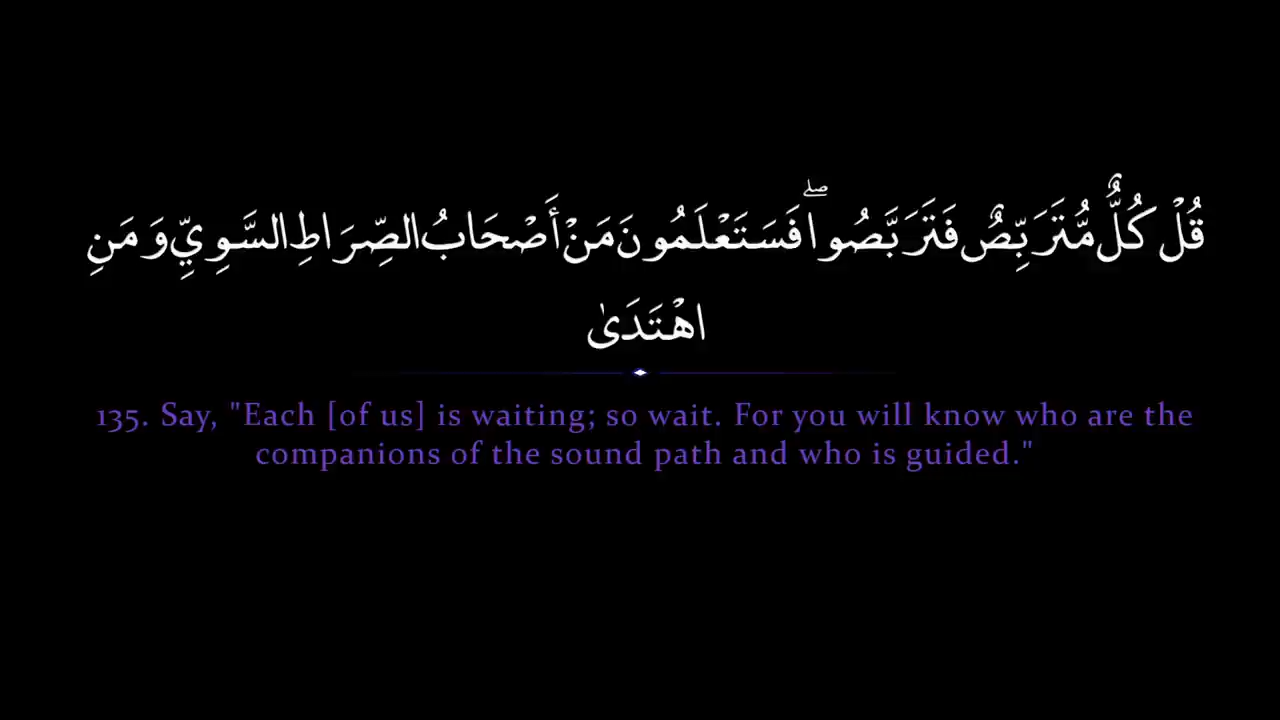 قُلْ كُلٌّ مُّتَرَبِّصٌ فَتَرَبَّصُوا ۖ فَسَتَعْلَمُونَ مَنْ أَصْحَابُ الصِّرَاطِ السَّوِيِّ وَمَنِ
اهْتَدَىٰ
135. Say, "Each [of us] is waiting; so wait. For you will know who are the
companions of the sound path and who is guided."